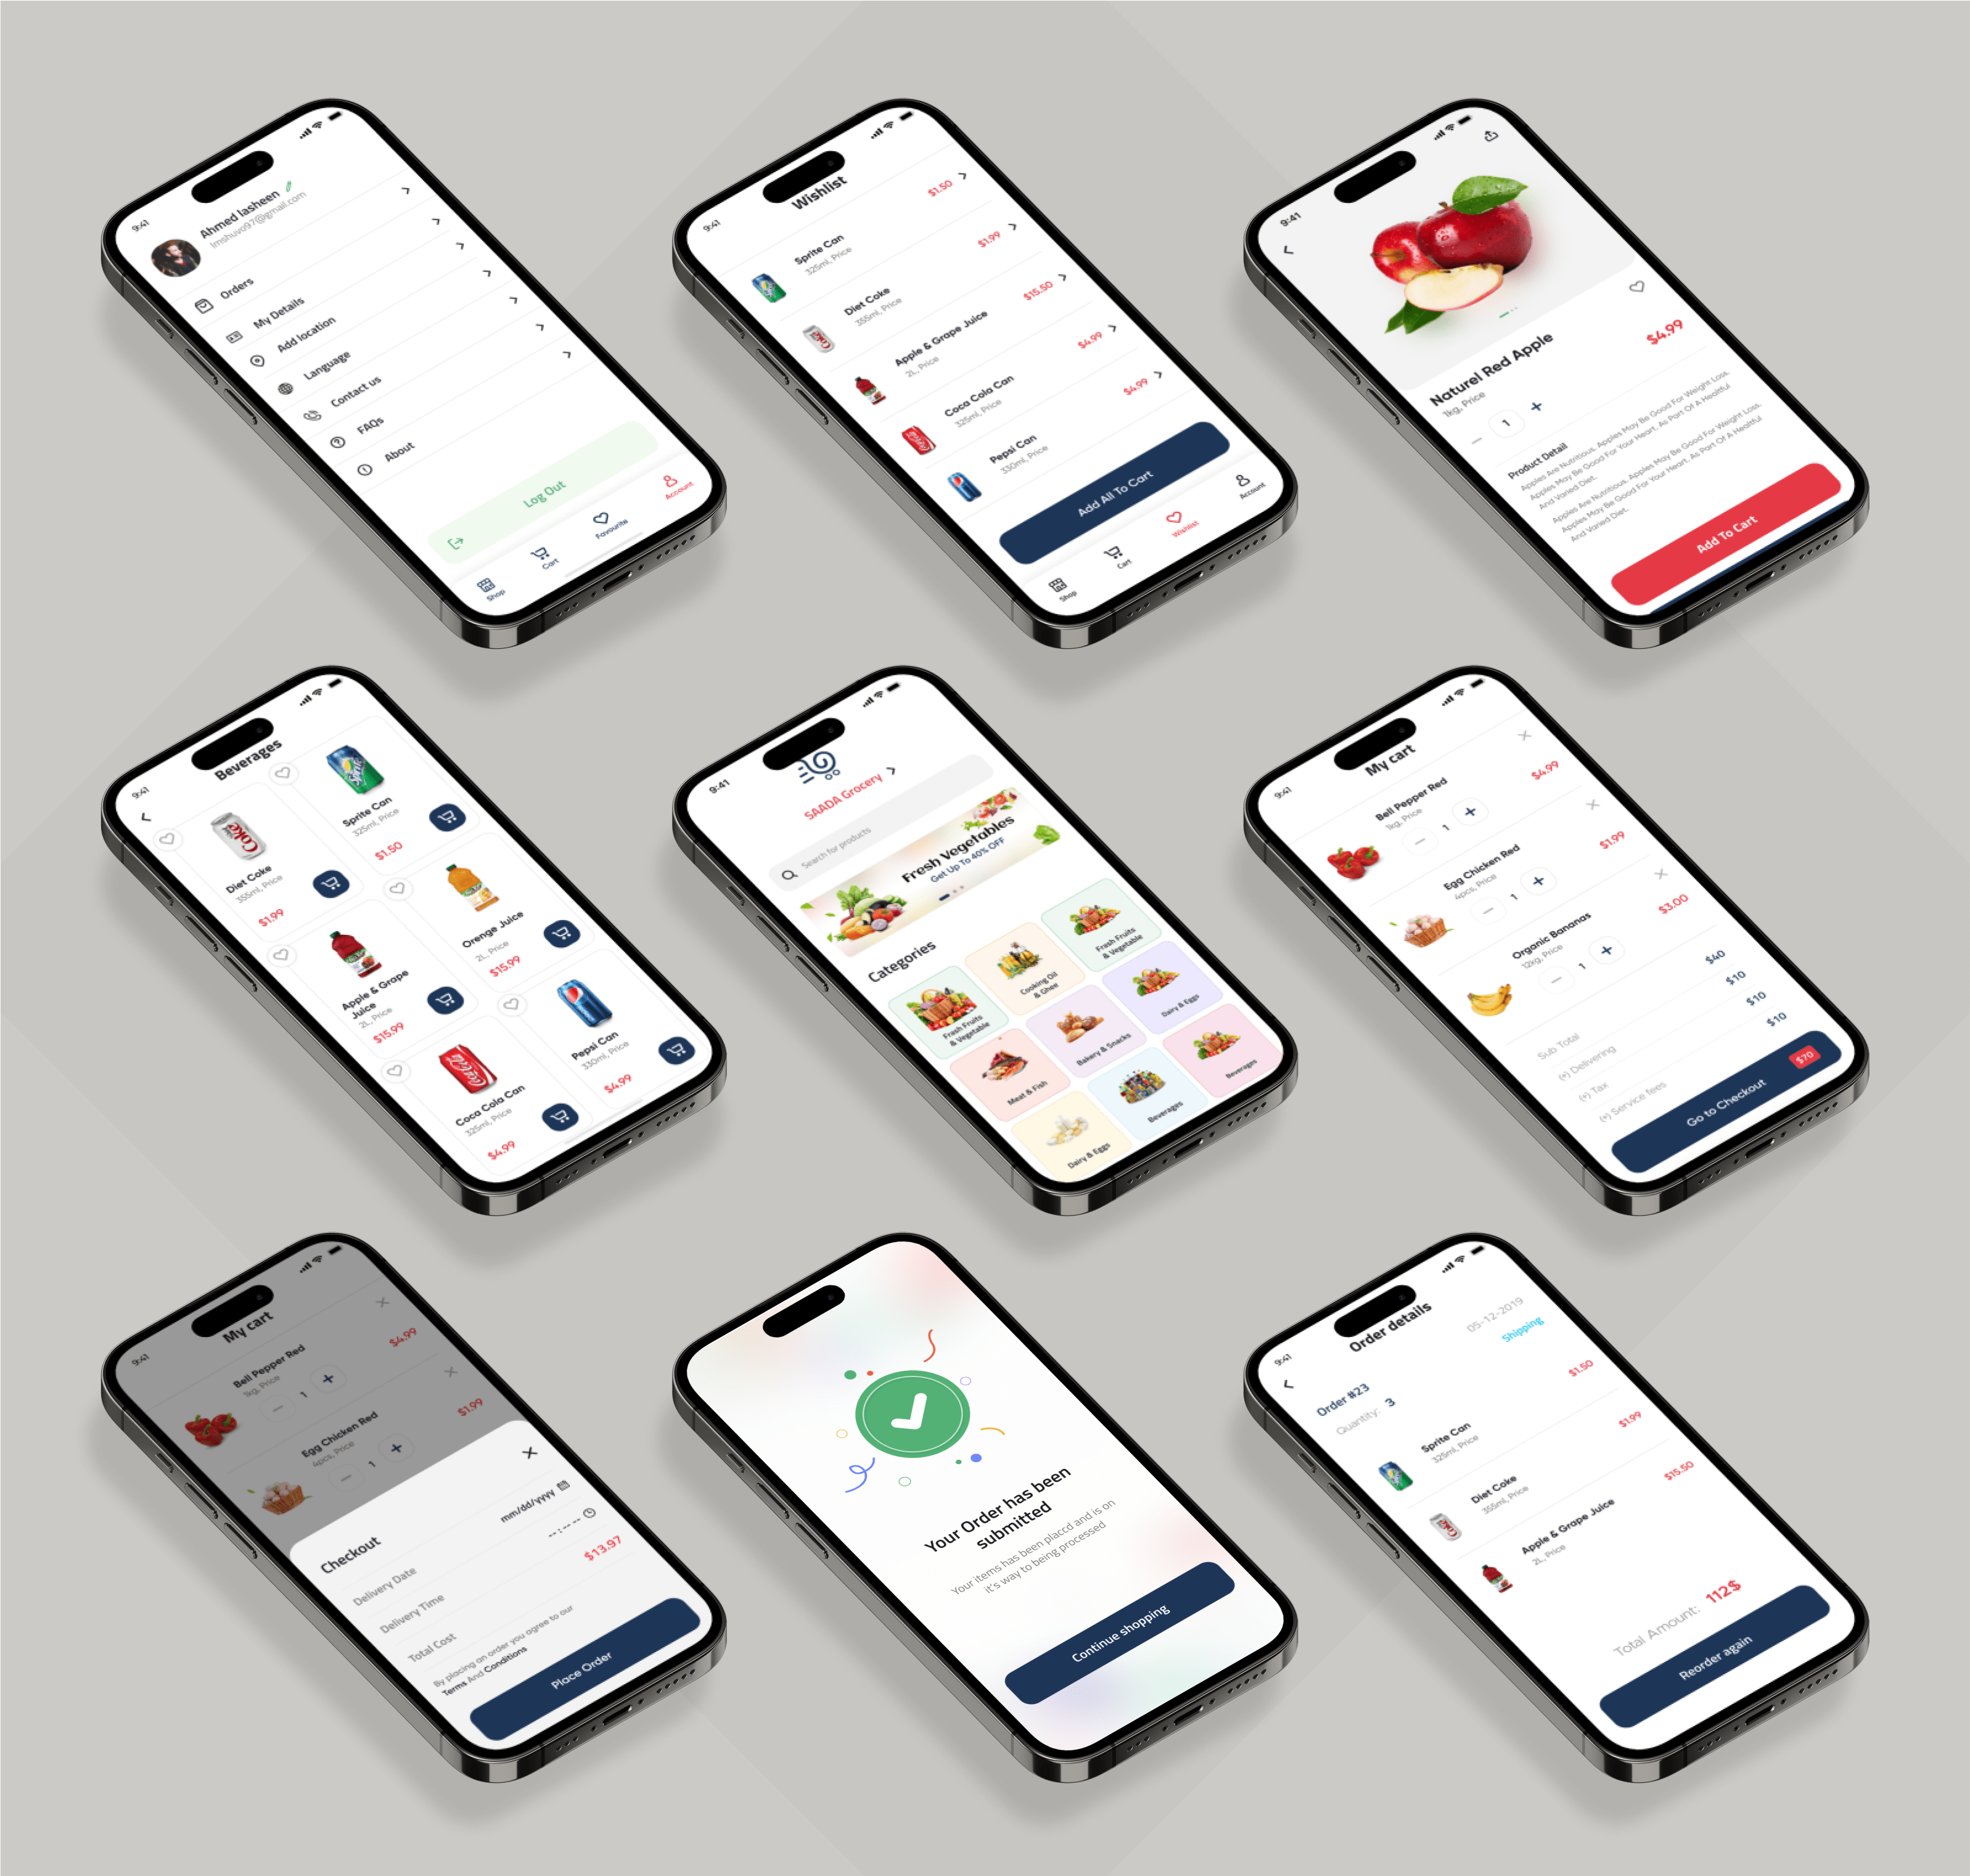 9:41
Ahmed lasheen
Imshuvo97@gmail.com
Orders
My Details
Add location
Language
Contact us
FAQs
About
Log Out
Shop
Cart
Favourite
Account
9:41
Wishlist
$1.50
Sprite Can
325ml, Price
$1.99
Diet Coke
355ml, Price
$15.50
Apple & Grape Juice
2L, Price
$4.99
Coca Cola Can
325ml, Price
$4.99
Pepsi Can
330ml, Price
Add All To Cart
Shop
Cart
Wishlist
Account
9:41
Naturel Red Apple
$4.99
1kg, Price
1
Product Detail
Apples Are Nutritious. Apples May Be Good For Weight Loss.
Apples May Be Good For Your Heart. As Part Of A Healtful
And Varied Diet.
Apples Are Nutritious. Apples May Be Good For Weight Loss.
Apples May Be Good For Your Heart. As Part Of A Healtful
And Varied Diet.
Add To Cart
9:41
Beverages
Diet Coke
355ml, Price
$1.99
Sprite Can
325ml, Price
$1.50
Apple & Grape
Juice
2L, Price
$15.99
Orenge Juice
2L, Price
$15.99
Coca Cola Can
325ml, Price
$4.99
Pepsi Can
330ml, Price
$4.99
9:41
SAADA Grocery
Search for products
Fresh Vegetables
Get Up To 40% OFF
Categories
Frash Fruits
& Vegetable
Cooking Oil
& Ghee
Frash Fruits
& Vegetable
Meat & Fish
Bakery & Snacks
Dairy & Eggs
Dairy & Eggs
Beverages
Beverages
9:41
My cart
Bell Pepper Red
1kg, Price
1
$4.99
Egg Chicken Red
4pcs, Price
1
$1.99
Organic Bananas
12kg, Price
1
$3.00
Sub Total
$40
(+) Delivering
$10
(+) Tax
$10
(+) Service fees
$10
Go to Checkout
$70
9:41
My cart
Bell Pepper Red
1kg, Price
1
$4.99
Egg Chicken Red
4pcs, Price
1
$1.99
Checkout
Delivery Date
mm/dd/yyyy
Delivery Time
--:-- --
Total Cost
$13.97
By placing an order you agree to our
Terms And Conditions
Place Order
Your Order has been
submitted
Your items has been placcd and is on
it's way to being processed
Continue shopping
9:41
Order details
Order #23
05-12-2019
Quantity: 3
Shipping
Sprite Can
325ml, Price
$1.50
Diet Coke
355ml, Price
$1.99
Apple & Grape Juice
2L, Price
$15.50
Total Amount: 112$
Reorder again